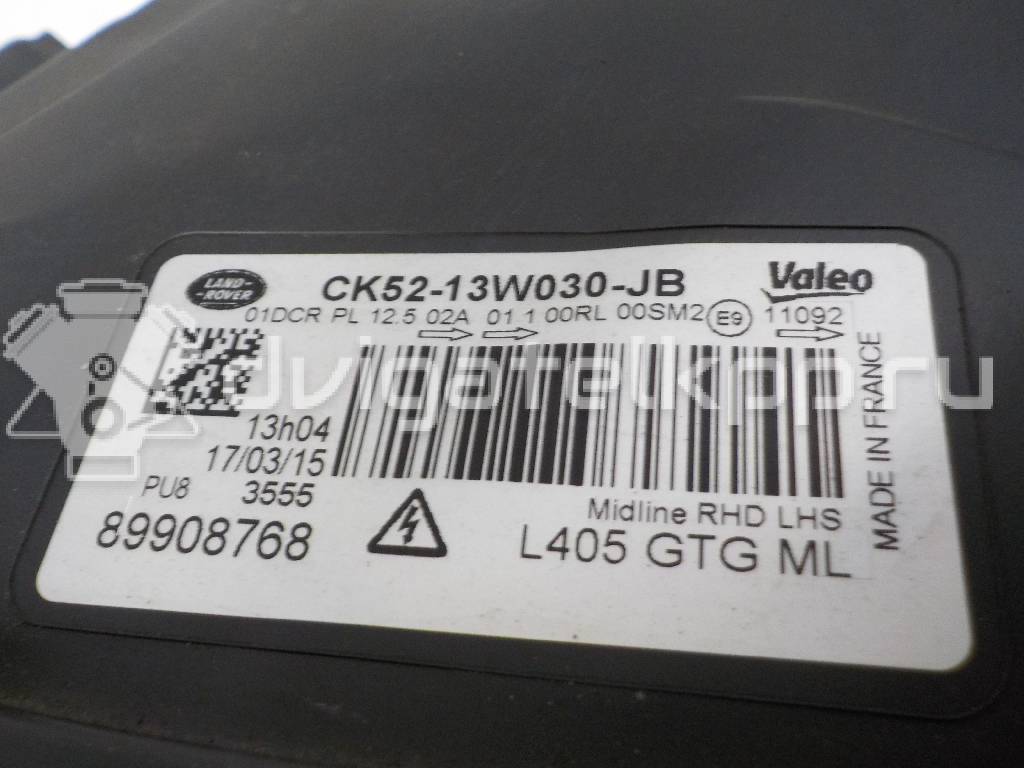 LAND-
ROVER
CK52-13W030-JB
Valeo
01DCR PL 12.5 02A 01 1 00RL 00SM2 E9 11092
13h04
17/03/15
PU8 3555
89908768
Midline RHD LHS
L405 GTG ML
MADE IN FRANCE
dvigatelkpp.ru